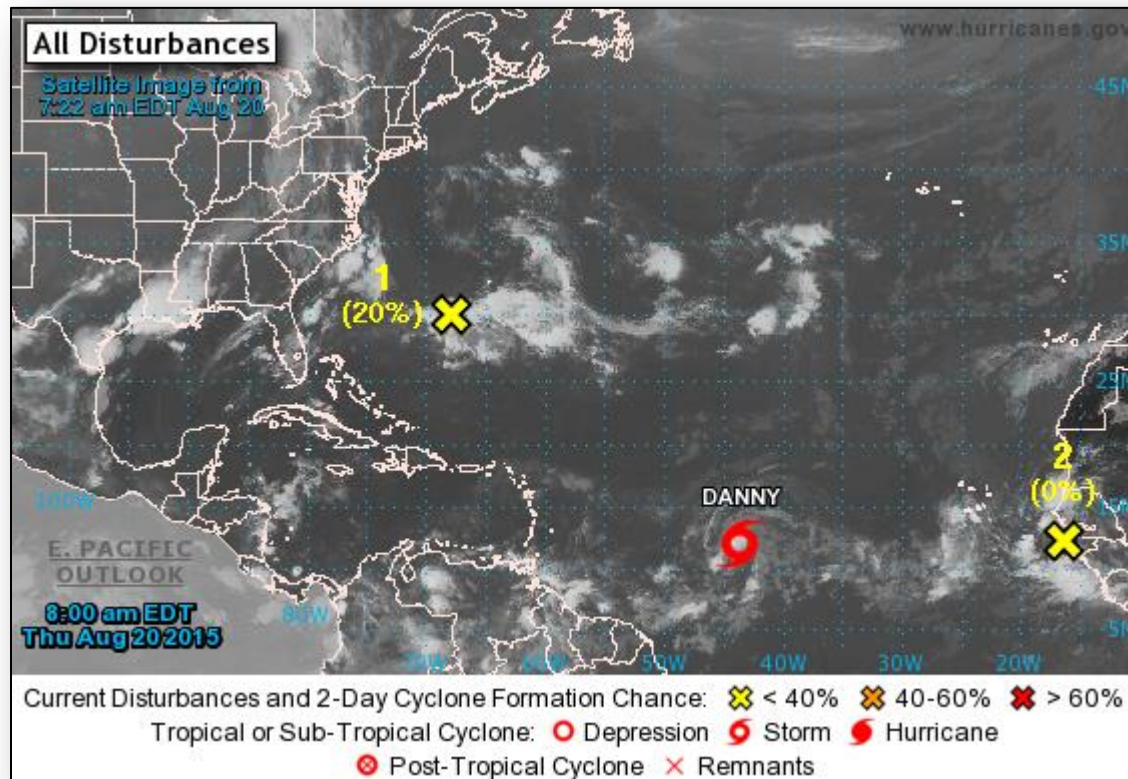 All Disturbances
www.hurricanes.gov
Satellite Image from
7:22 am EDT Aug 20
45N
35N
1
(20%)
25N
2
(0%)
100W
DANNY
15N
E. PACIFIC
OUTLOOK
8:00 am EDT
Thu Aug 20 2015
80W
5N
70W 60W 50W 40W 30W 20W
Current Disturbances and 2-Day Cyclone Formation Chance: < 40% 40-60% > 60%
Tropical or Sub-Tropical Cyclone: Depression Storm Hurricane
Post-Tropical Cyclone Remnants